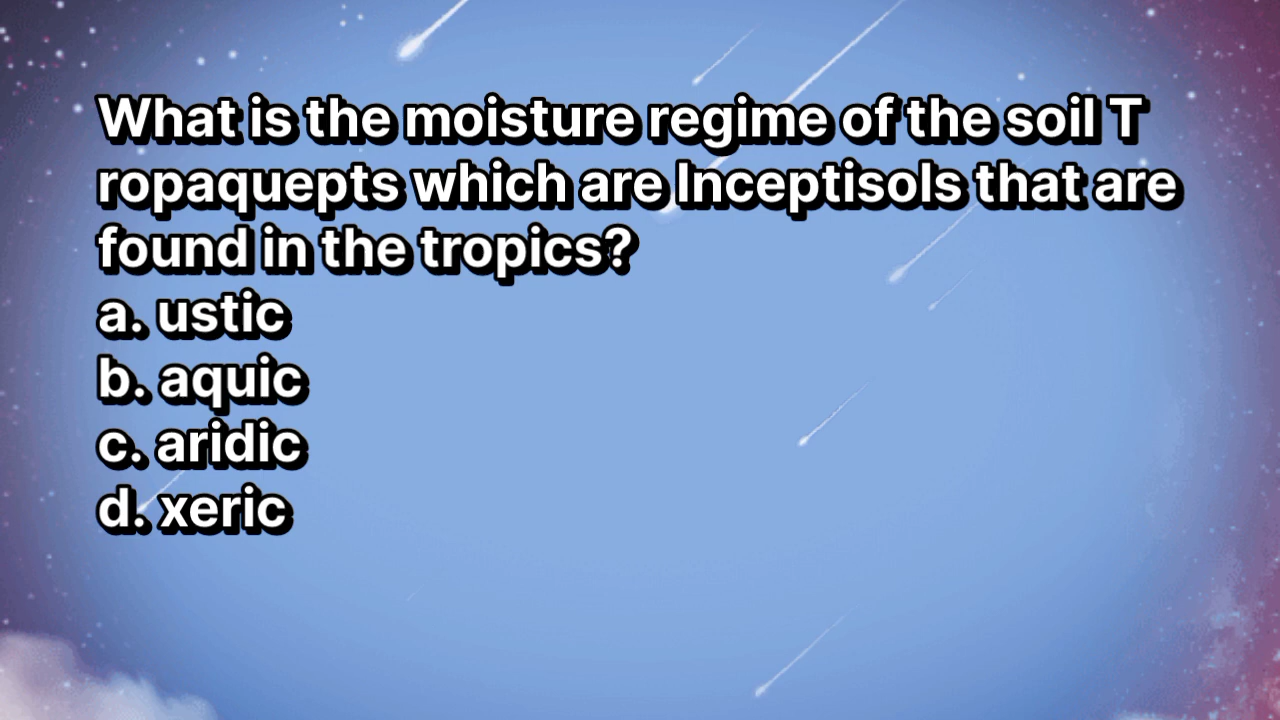 What is the moisture regime of the soil T
ropaquepts which are Inceptisols that are
found in the tropics?
a. ustic
b. aquic
c. aridic
d. xeric